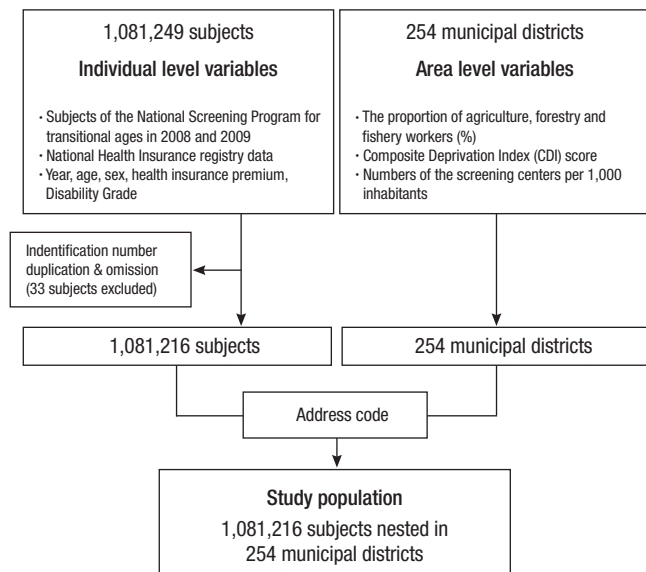 1,081,249 subjects
Individual level variables
· Subjects of the National Screening Program for
transitional ages in 2008 and 2009
· National Health Insurance registry data
· Year, age, sex, health insurance premium,
Disability Grade
254 municipal districts
Area level variables
· The proportion of agriculture, forestry and
fishery workers (%)
· Composite Deprivation Index (CDI) score
· Numbers of the screening centers per 1,000
inhabitants
Indentification number
duplication & omission
(33 subjects excluded)
1,081,216 subjects
254 municipal districts
Address code
Study population
1,081,216 subjects nested in
254 municipal districts